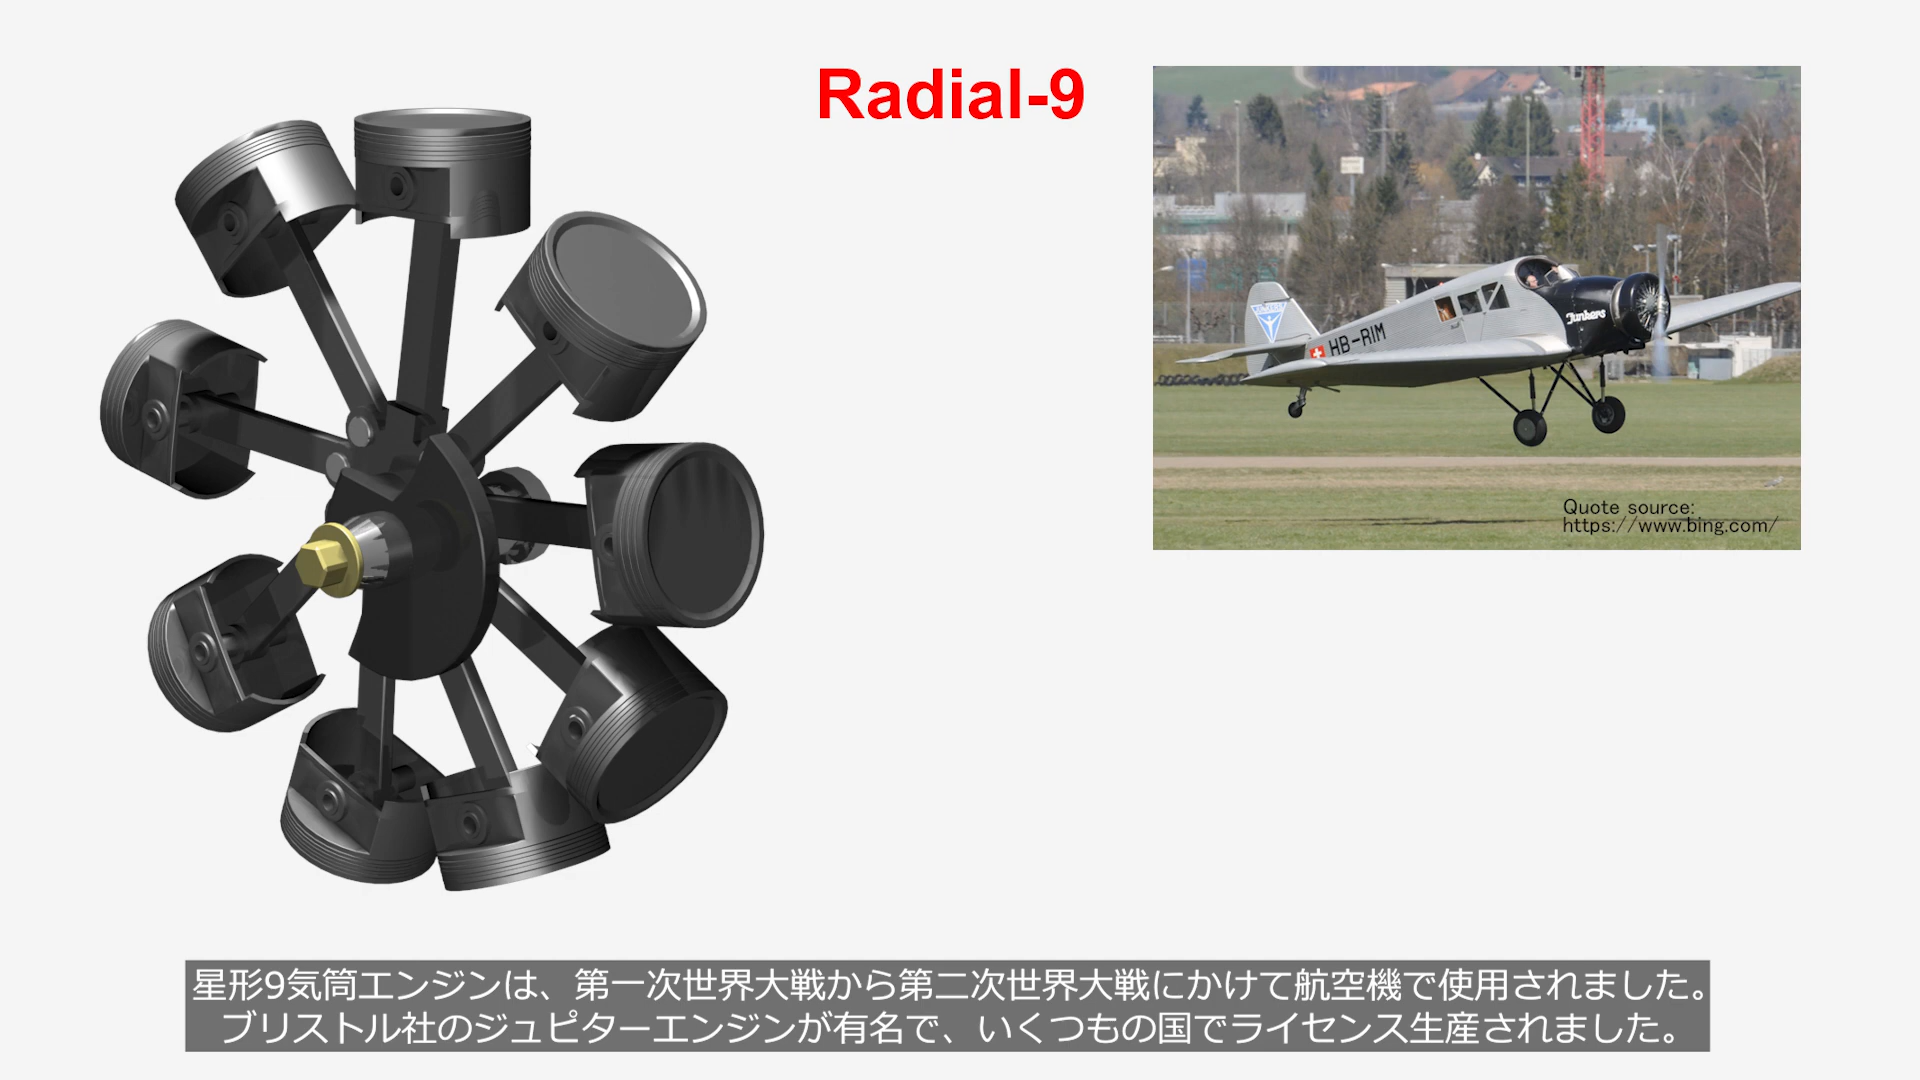 Radial-9
Junkers
HB-RIM
Quote source:
https://www.bing.com/
星形9気筒エンジンは、第一次世界大戦から第二次世界大戦にかけて航空機で使用されました。
ブリストル社のジュピターエンジンが有名で、いくつもの国でライセンス生産されました。